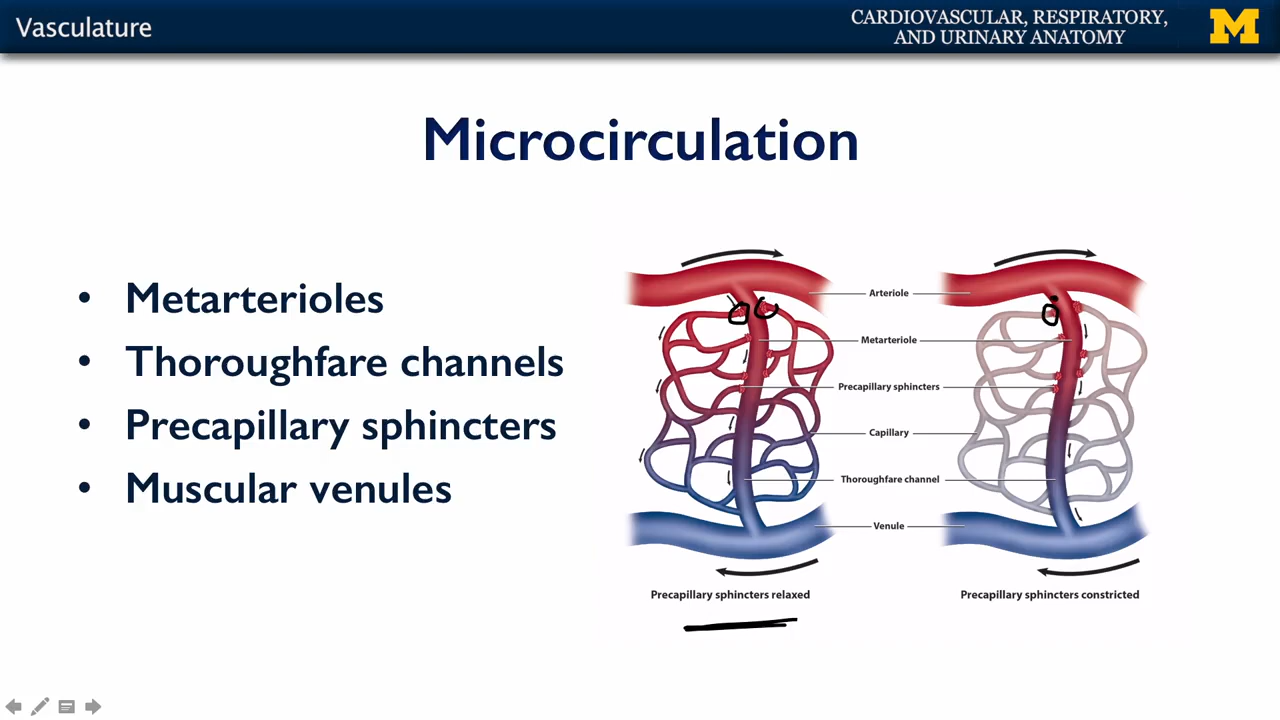 Vasculature
CARDIOVASCULAR, RESPIRATORY,
AND URINARY ANATOMY
M
Microcirculation
• Metarterioles
• Thoroughfare channels
• Precapillary sphincters
• Muscular venules
Arteriole
Metarteriole
Precapillary sphincters
Capillary
Thoroughfare channel
Venule
Precapillary sphincters relaxed
Precapillary sphincters constricted